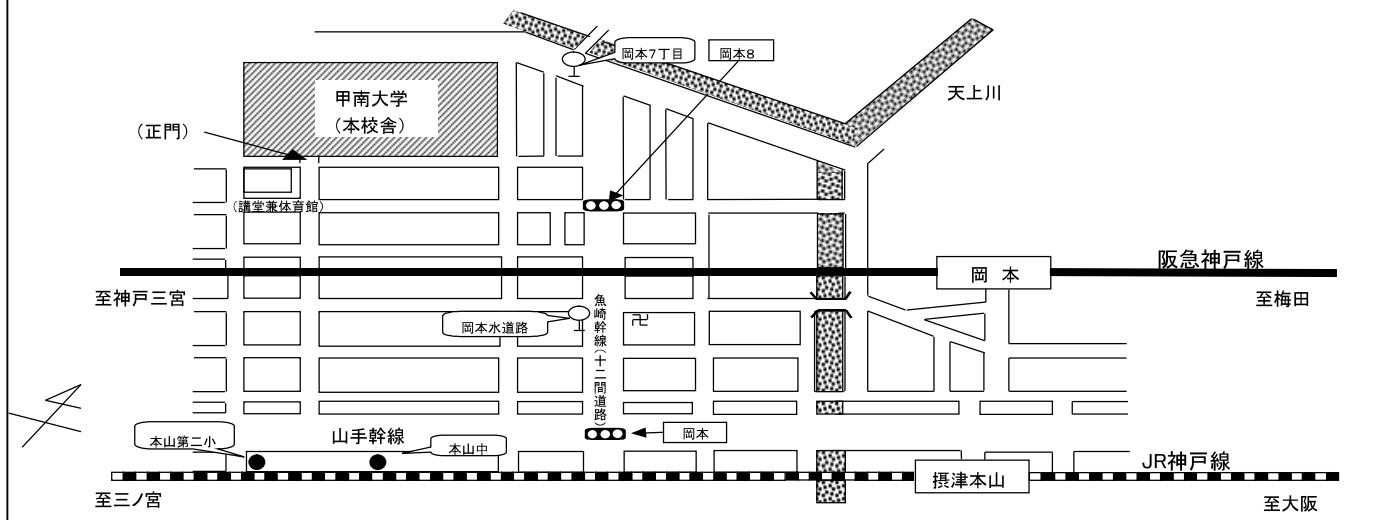 岡本7丁目
岡本8
天上川
甲南大学
（本校舎）
（正門）
（講堂兼体育館）
阪急神戸線
岡 本
至神戸三宮
至梅田
岡本水道路
魚崎幹線（十二間道路）
卍
岡本
山手幹線
本山第二小
本山中
JR神戸線
摂津本山
至三ノ宮
至大阪